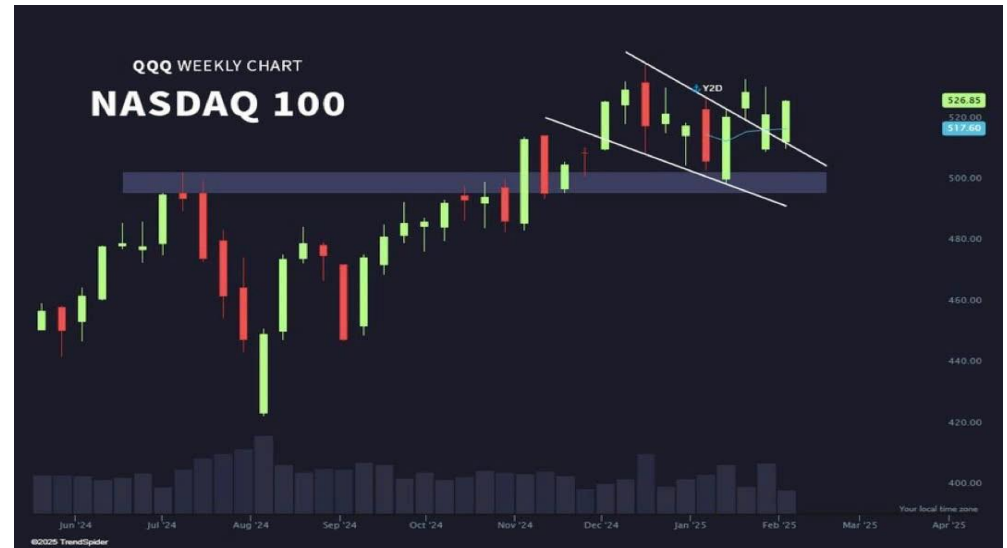 QQQ WEEKLY CHART
NASDAQ 100
Y2D
526.85
520.00
517.60
500.00
480.00
460.00
440.00
420.00
400.00
Your local time zone
Jun '24 Jul '24 Aug '24 Sep '24 Oct '24 Nov '24 Dec '24 Jan '25 Feb '25 Mar '25 Apr '25
©2025 TrendSpider